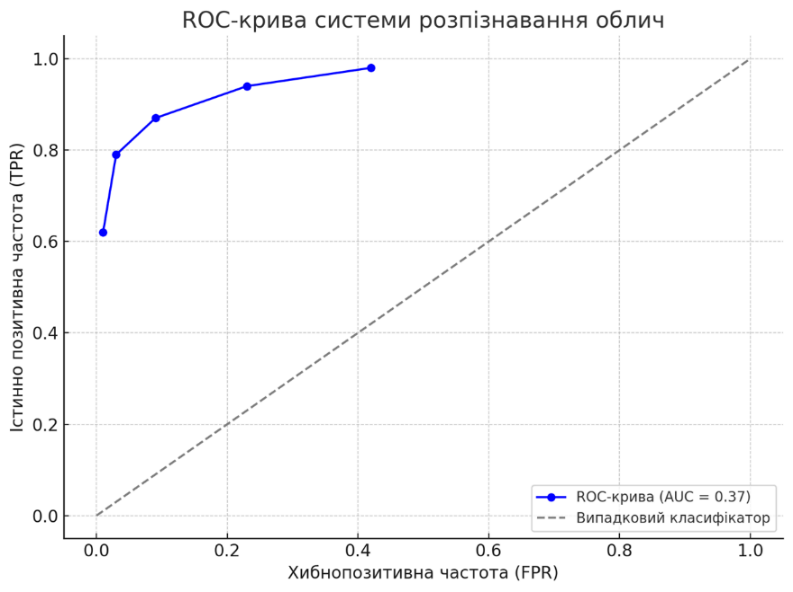 ROC-крива системи розпізнавання облич
Істинно позитивна частота (TPR)
1.0
0.8
0.6
0.4
0.2
0.0
ROC-крива (AUC = 0.37)
Випадковий класифікатор
0.0 0.2 0.4 0.6 0.8 1.0
Хибнопозитивна частота (FPR)